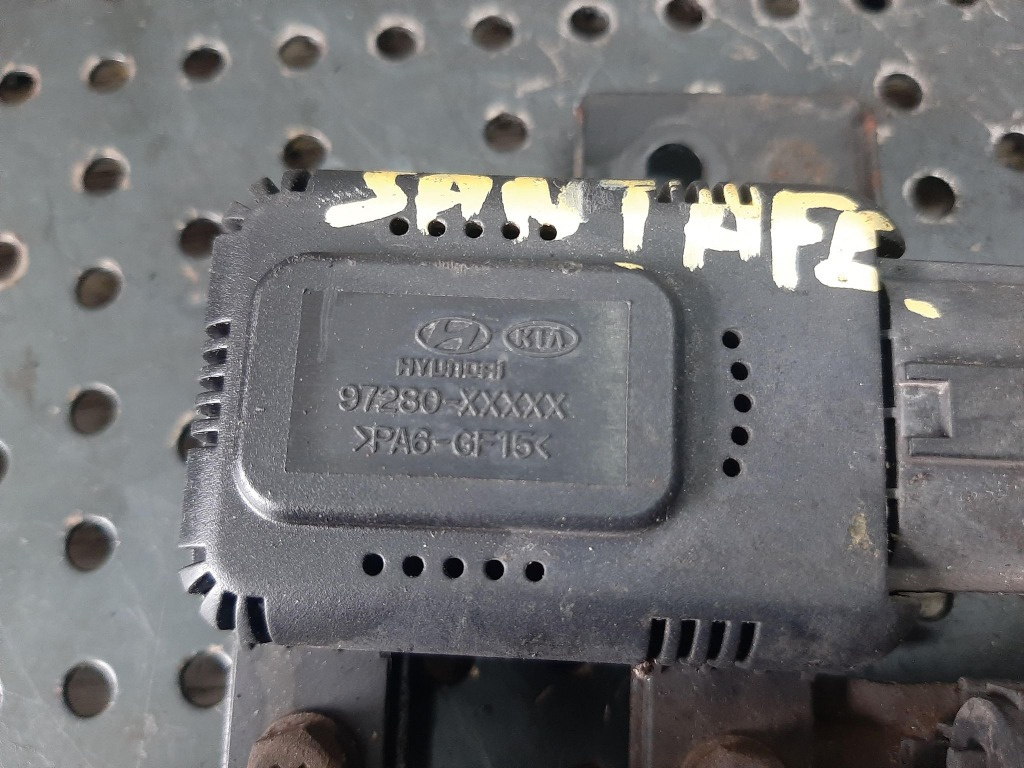 SANTAFE
KIA
HYUNDAI
97280-XXXXX
>PA6-GF15<